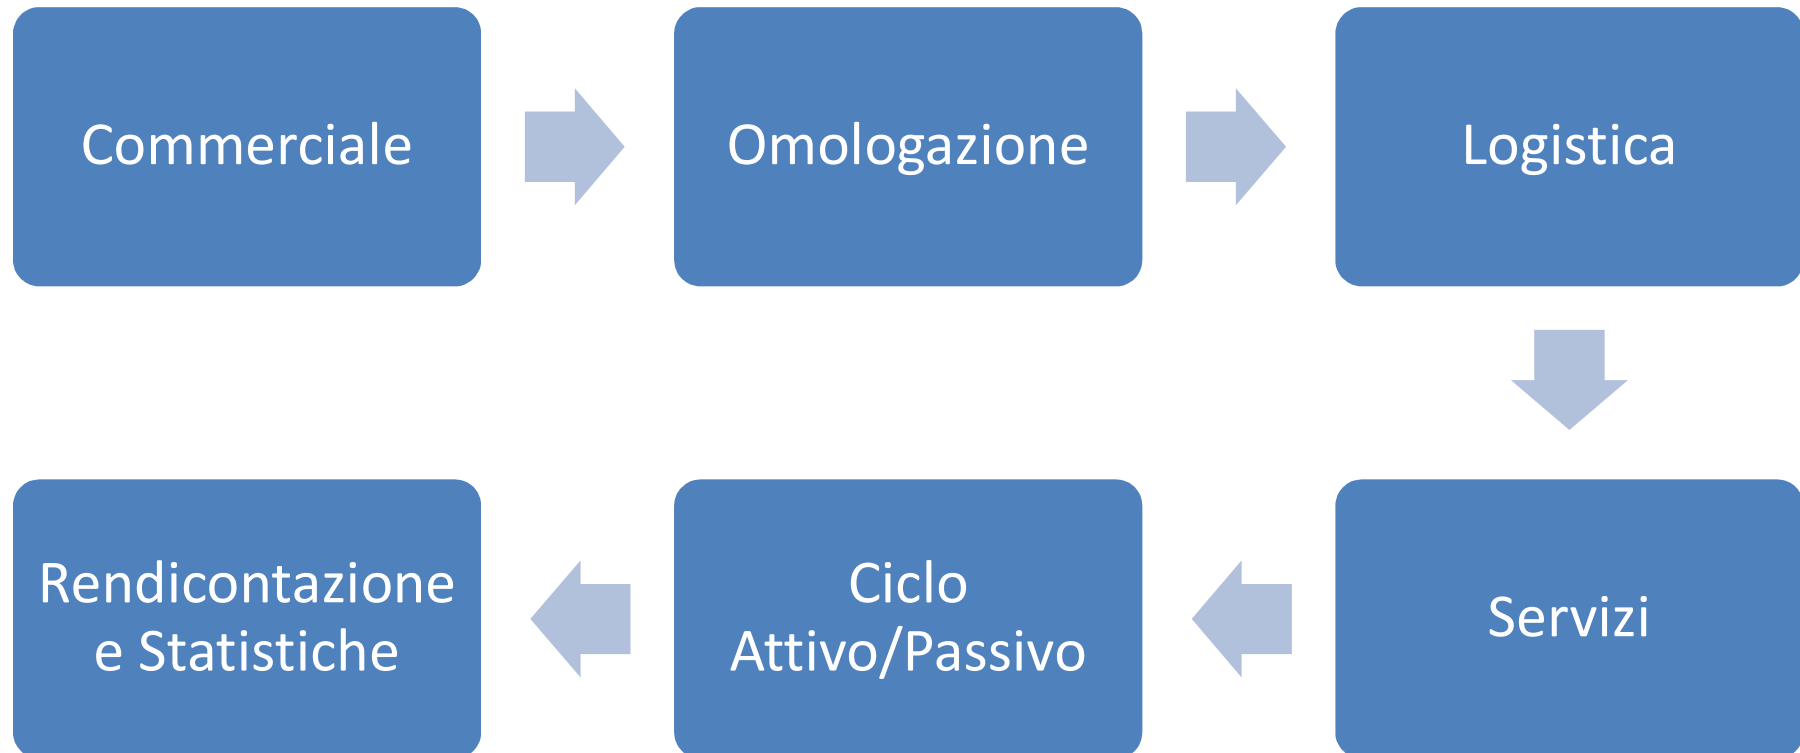 Commerciale
Omologazione
Logistica
Servizi
Ciclo
Attivo/Passivo
Rendicontazione
e Statistiche